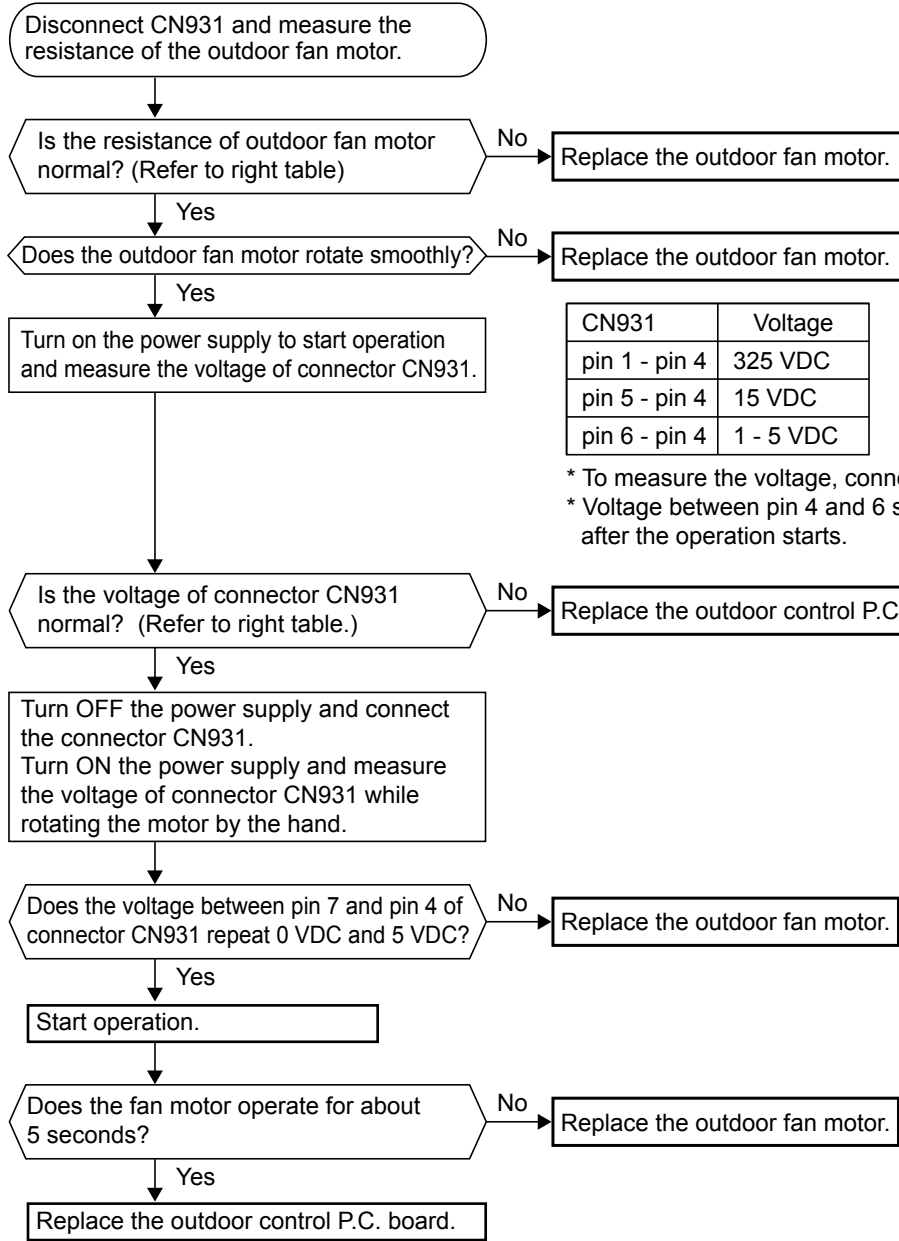 Disconnect CN931 and measure the
resistance of the outdoor fan motor.
Is the resistance of outdoor fan motor
normal? (Refer to right table)
No
Replace the outdoor fan motor.
Yes
Does the outdoor fan motor rotate smoothly?
No
Replace the outdoor fan motor.
Yes
Turn on the power supply to start operation
and measure the voltage of connector CN931.
CN931 Voltage
pin 1 - pin 4 325 VDC
pin 5 - pin 4 15 VDC
pin 6 - pin 4 1 - 5 VDC
* To measure the voltage,
* Voltage between pin 4 and 6
after the operation starts.
Is the voltage of connector CN931
normal? (Refer to right table.)
No
Replace the outdoor control
Yes
Turn OFF the power supply and connect
the connector CN931.
Turn ON the power supply and measure
the voltage of connector CN931 while
rotating the motor by the hand.
Does the voltage between pin 7 and pin 4 of
connector CN931 repeat 0 VDC and 5 VDC?
No
Replace the outdoor fan motor.
Yes
Start operation.
Does the fan motor operate for about
5 seconds?
No
Replace the outdoor fan motor.
Yes
Replace the outdoor control P.C. board.